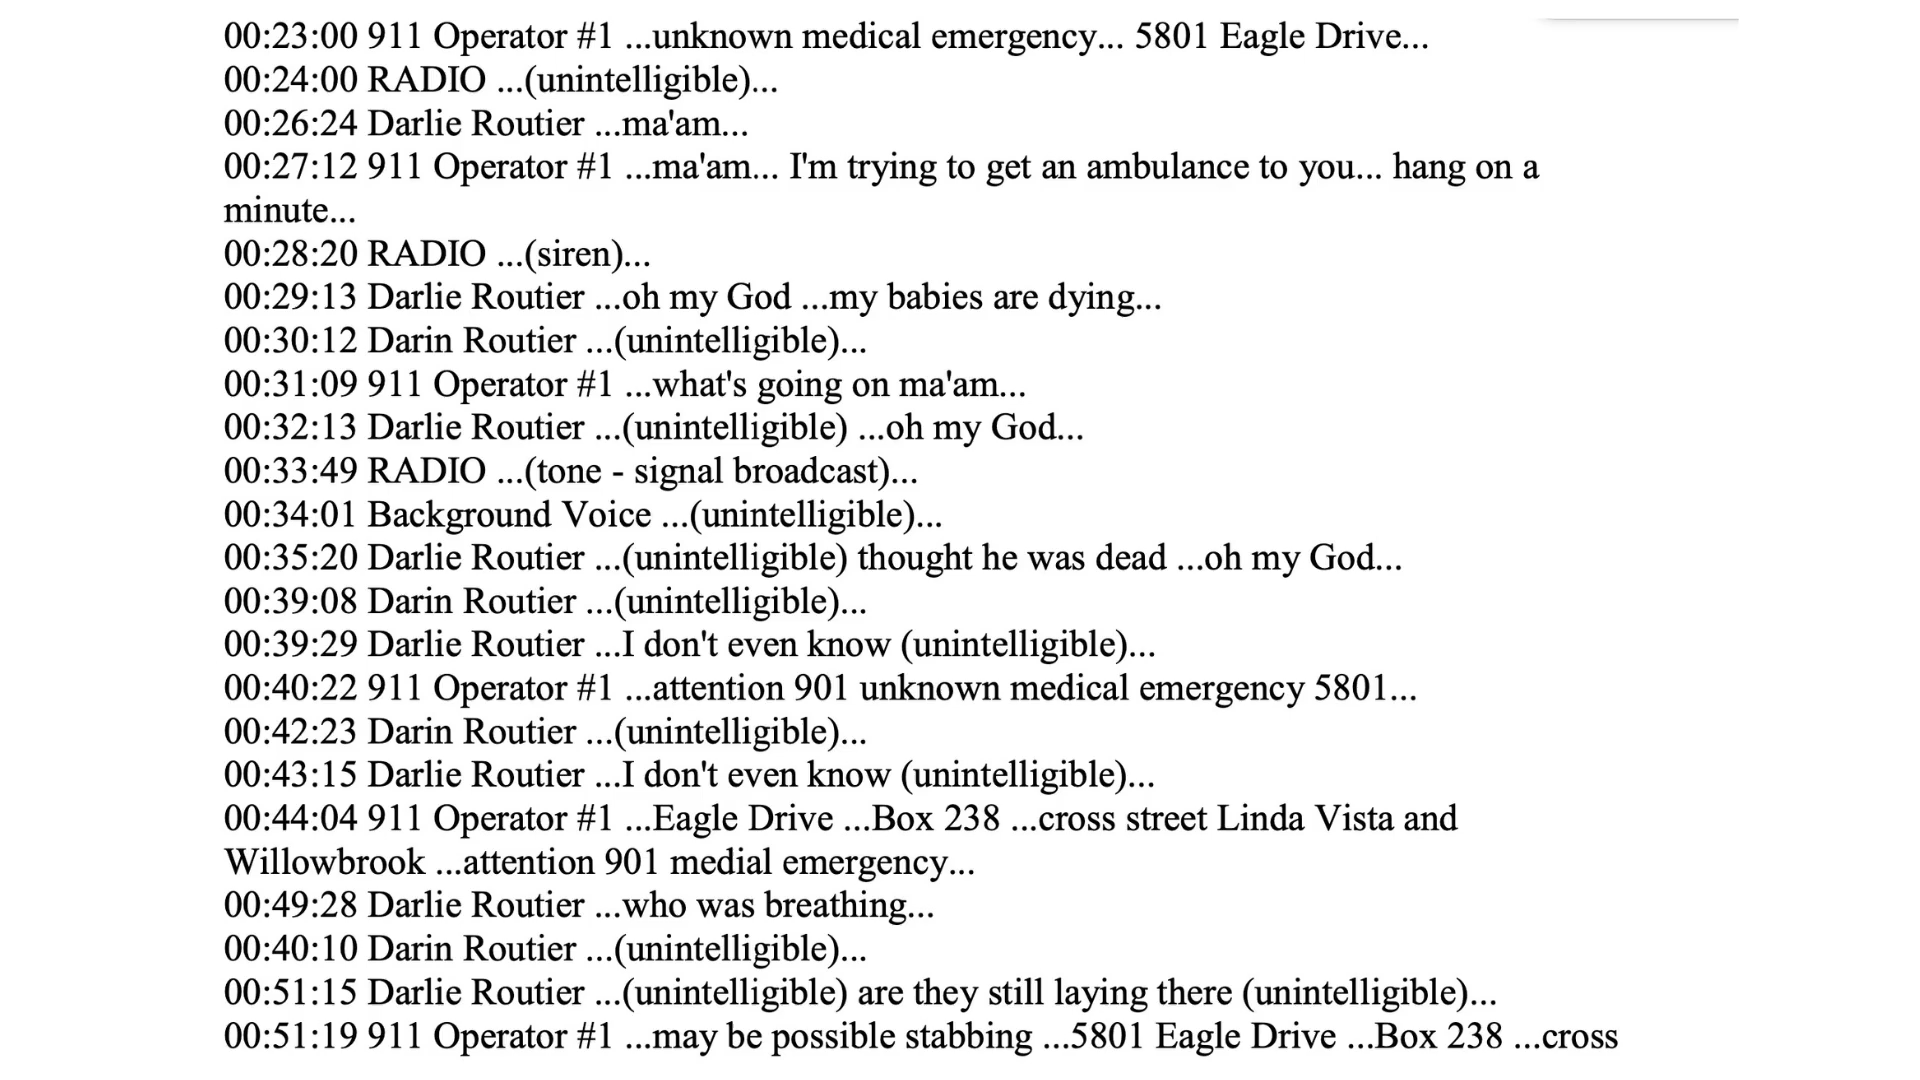 00:23:00 911 Operator #1 ...unknown medical emergency... 5801 Eagle Drive...
00:24:00 RADIO ...(unintelligible)...
00:26:24 Darlie Routier ...ma'am...
00:27:12 911 Operator #1 ...ma'am... I'm trying to get an ambulance to you... hang on a
minute...
00:28:20 RADIO ...(siren)...
00:29:13 Darlie Routier ...oh my God ...my babies are dying...
00:30:12 Darin Routier ...(unintelligible)...
00:31:09 911 Operator #1 ...what's going on ma'am...
00:32:13 Darlie Routier ...(unintelligible) ...oh my God...
00:33:49 RADIO ...(tone - signal broadcast)...
00:34:01 Background Voice ...(unintelligible)...
00:35:20 Darlie Routier ...(unintelligible) thought he was dead ...oh my God...
00:39:08 Darin Routier ...(unintelligible)...
00:39:29 Darlie Routier ...I don't even know (unintelligible)...
00:40:22 911 Operator #1 ...attention 901 unknown medical emergency 5801...
00:42:23 Darin Routier ...(unintelligible)...
00:43:15 Darlie Routier ...I don't even know (unintelligible)...
00:44:04 911 Operator #1 ...Eagle Drive ...Box 238 ...cross street Linda Vista and
Willowbrook ...attention 901 medial emergency...
00:49:28 Darlie Routier ...who was breathing...
00:40:10 Darin Routier ...(unintelligible)...
00:51:15 Darlie Routier ...(unintelligible) are they still laying there (unintelligible)...
00:51:19 911 Operator #1 ...may be possible stabbing ...5801 Eagle Drive ...Box 238 ...cross